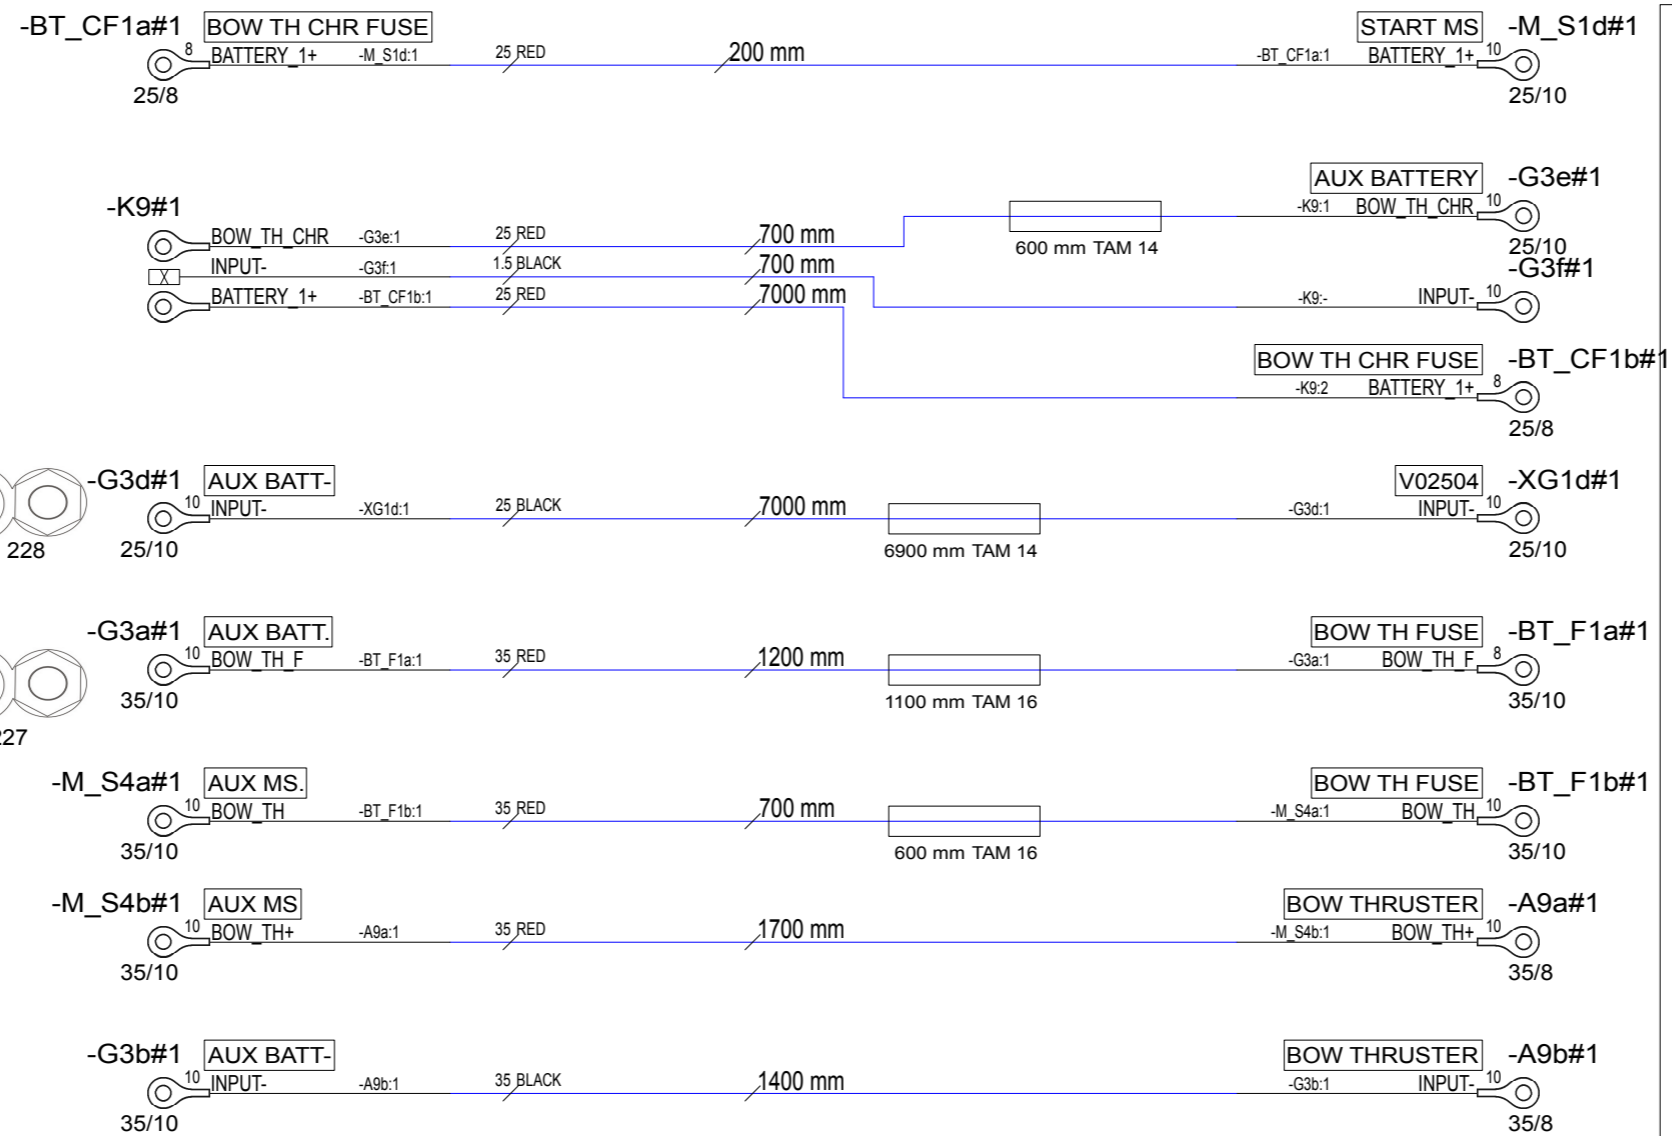 -BT_CF1a#1 BOW TH CHR FUSE START MS -M_S1d#1
8 BATTERY_1+ -M_S1d:1 25 RED 200 mm -BT_CF1a:1 BATTERY_1+ 10
25/8 25/10
AUX BATTERY -G3e#1
-K9#1 -K9:1 BOW_TH_CHR 10
BOW_TH_CHR -G3e:1 25 RED 700 mm 600 mm TAM 14 25/10
INPUT- -G3f:1 1.5 BLACK 700 mm -G3f#1
BATTERY_1+ -BT_CF1b:1 25 RED 7000 mm -K9:- INPUT- 10
BOW TH CHR FUSE -BT_CF1b#1
-K9:2 BATTERY_1+ 8
25/8
-G3d#1 AUX BATT- V02504 -XG1d#1
10 INPUT- -XG1d:1 25 BLACK 7000 mm -G3d:1 INPUT- 10
228 25/10 6900 mm TAM 14 25/10
-G3a#1 AUX BATT. BOW TH FUSE -BT_F1a#1
10 BOW_TH_F -BT_F1a:1 35 RED 1200 mm -G3a:1 BOW_TH_F 8
35/10 1100 mm TAM 16 35/10
227
-M_S4a#1 AUX MS. BOW TH FUSE -BT_F1b#1
10 BOW_TH -BT_F1b:1 35 RED 700 mm -M_S4a:1 BOW_TH 10
35/10 600 mm TAM 16 35/10
-M_S4b#1 AUX MS BOW THRUSTER -A9a#1
10 BOW_TH+ -A9a:1 35 RED 1700 mm -M_S4b:1 BOW_TH+ 10
35/10 35/8
-G3b#1 AUX BATT- BOW THRUSTER -A9b#1
10 INPUT- -A9b:1 35 BLACK 1400 mm -G3b:1 INPUT- 10
35/10 35/8